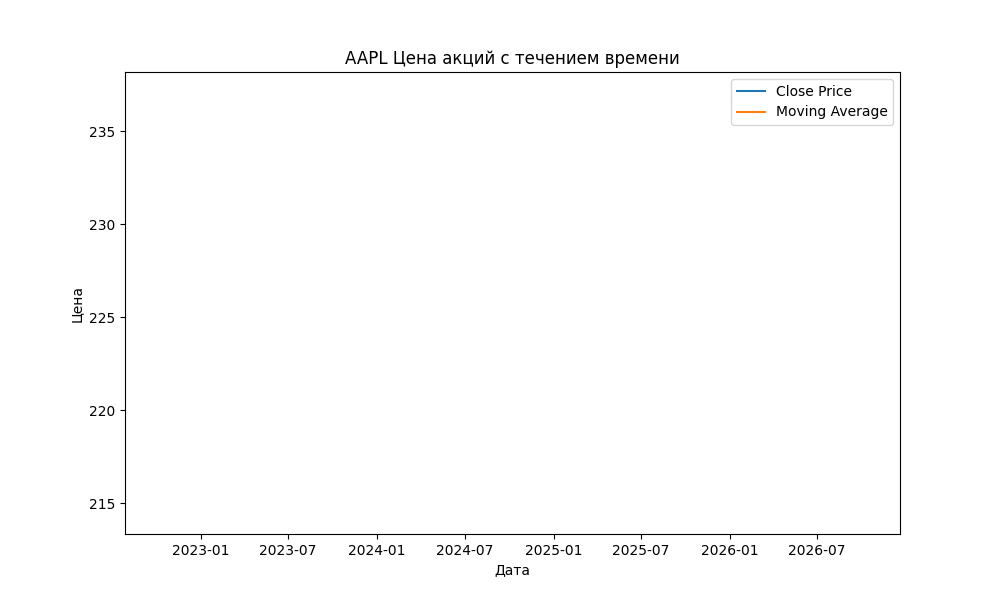 AAPL Цена акций с течением времени
Close Price
Moving Average
Цена
235
230
225
220
215
2023-01 2023-07 2024-01 2024-07 2025-01 2025-07 2026-01 2026-07
Дата